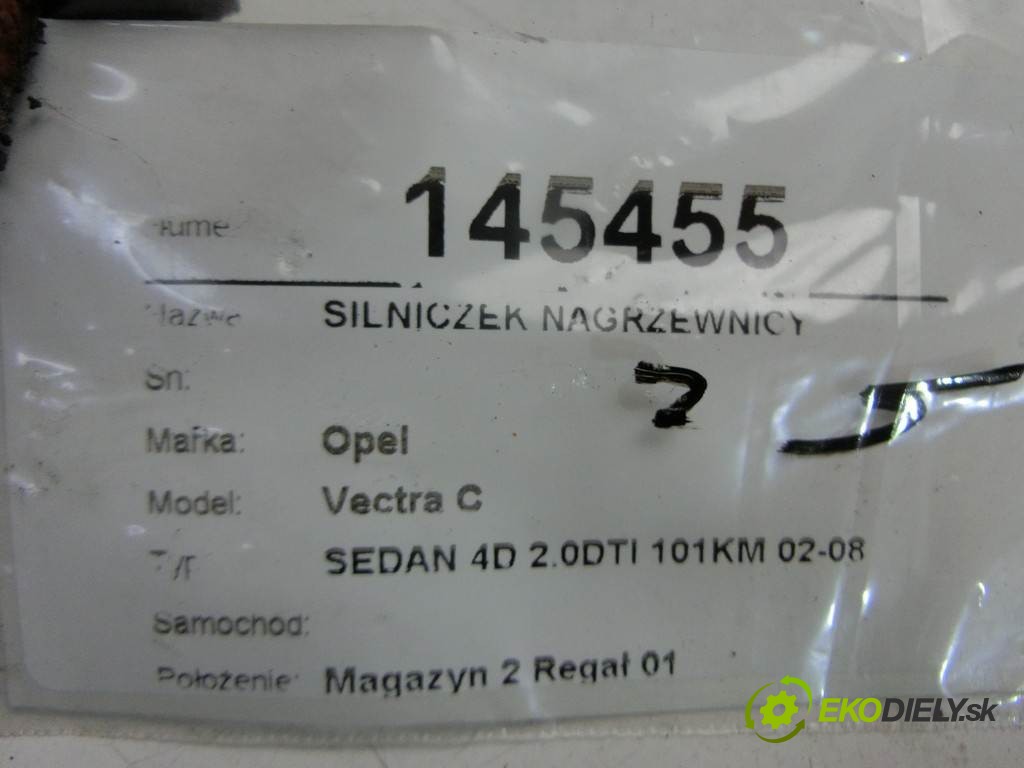 145455
SILNICZEK NAGRZEWNICY
Sn:
Marka: Opel
Model: Vectra C
SEDAN 4D 2.0DTI 101KM 02-08
Samochód:
Położenie: Magazyn 2 Regał 01
EKODIELY.sk